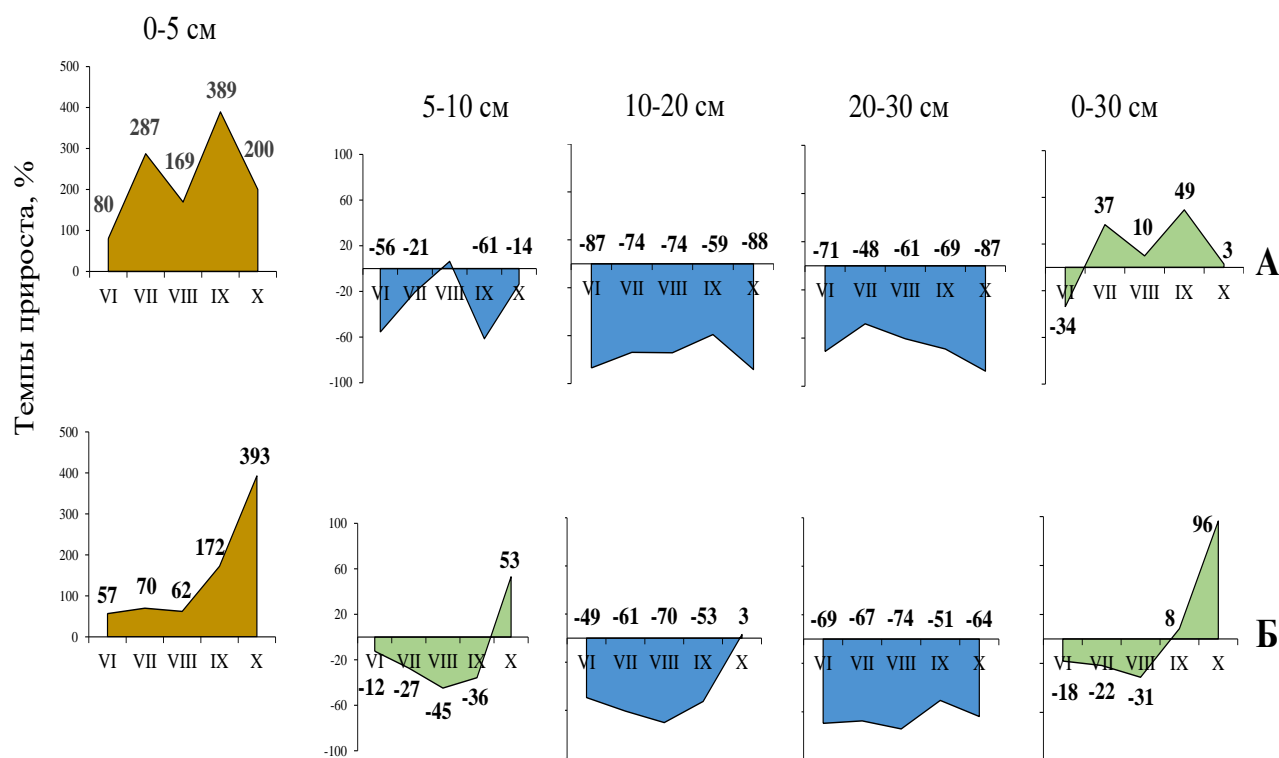 0-5 см
5-10 см
10-20 см
20-30 см
0-30 см
Темпы прироста, %
500
400
300
200
100
0
80
287
169
389
200
VI VII VIII IX X
100
60
20
-20
-60
-100
-56 -21 -61 -14
VI VII VIII IX X
-87 -74 -74 -59 -88
VI VII VIII IX X
-71 -48 -61 -69 -87
VI VII VIII IX X
-34
37
10
49
3
VI VII VIII IX X
А
500
400
300
200
100
0
57
70
62
172
393
VI VII VIII IX X
100
60
20
-20
-60
-100
53
VI VII VIII IX X
-12 -27 -45 -36
-49 -61 -70 -53 3
VI VII VIII IX X
-69 -67 -74 -51 -64
VI VII VIII IX X
96
8
VI VII VIII IX X
-18 -22 -31
Б